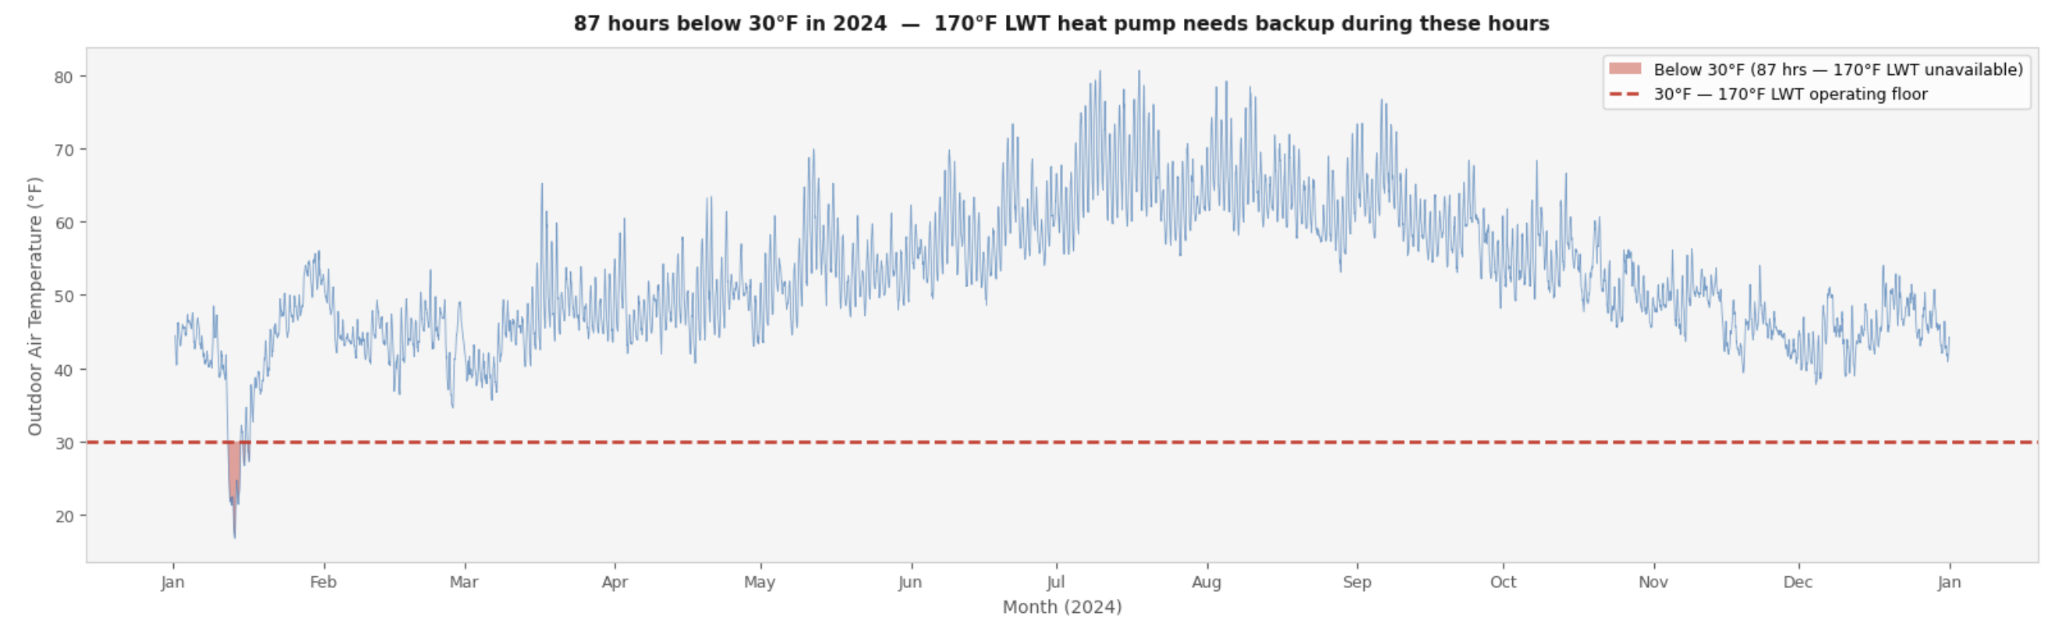 87 hours below 30°F in 2024 — 170°F LWT heat pump needs backup during these hours
Below 30°F (87 hrs — 170°F LWT unavailable)
30°F — 170°F LWT operating floor
Outdoor Air Temperature (°F)
80
70
60
50
40
30
20
Jan Feb Mar Apr May Jun Jul Aug Sep Oct Nov Dec Jan
Month (2024)